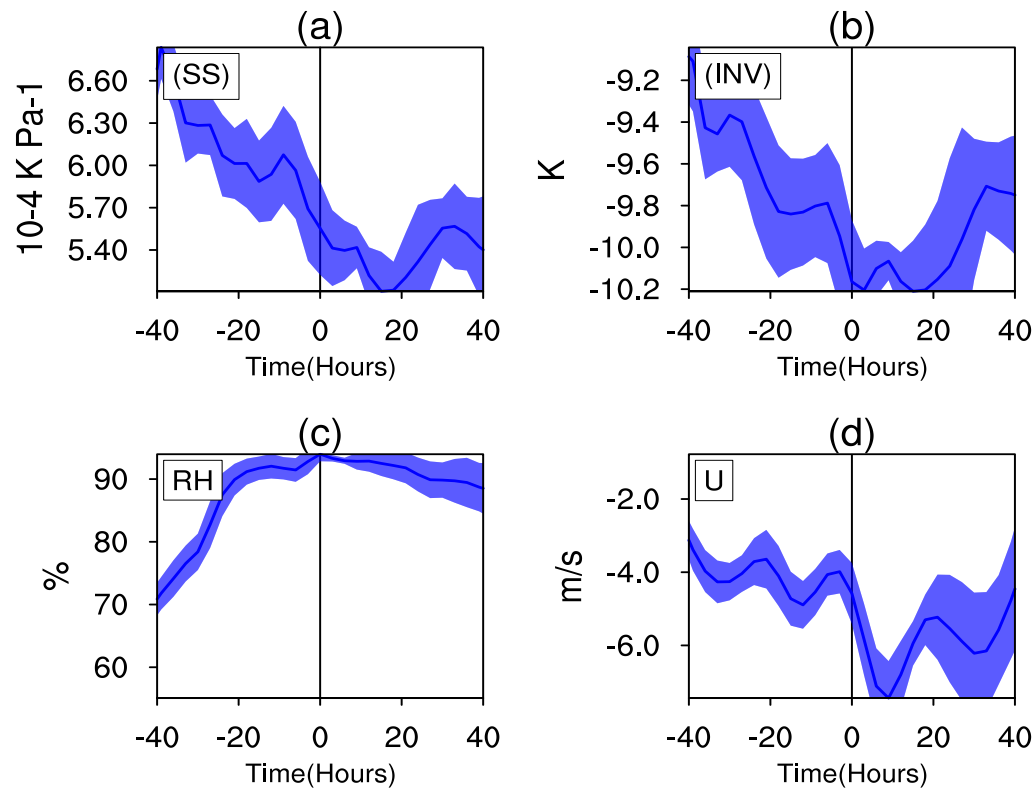 (a)
(SS)
10-4 K Pa-1
6.60
6.30
6.00
5.70
5.40
-40 -20 0 20 40
Time(Hours)
(b)
(INV)
K
-9.2
-9.4
-9.6
-9.8
-10.0
-10.2
-40 -20 0 20 40
Time(Hours)
(c)
RH
%
90
80
70
60
-40 -20 0 20 40
Time(Hours)
(d)
U
m/s
-2.0
-4.0
-6.0
-40 -20 0 20 40
Time(Hours)